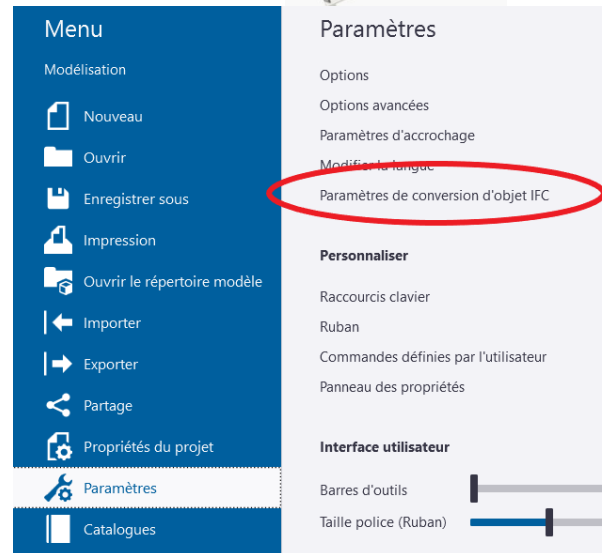 Menu
Modélisation
Nouveau
Ouvrir
Enregistrer sous
Impression
Ouvrir le répertoire modèle
Importer
Exporter
Partage
Propriétés du projet
Paramètres
Catalogues
Paramètres
Options
Options avancées
Paramètres d'accrochage
Modifier la langue
Paramètres de conversion d'objet IFC
Personnaliser
Raccourcis clavier
Ruban
Commandes définies par l'utilisateur
Panneau des propriétés
Interface utilisateur
Barres d'outils
Taille police (Ruban)